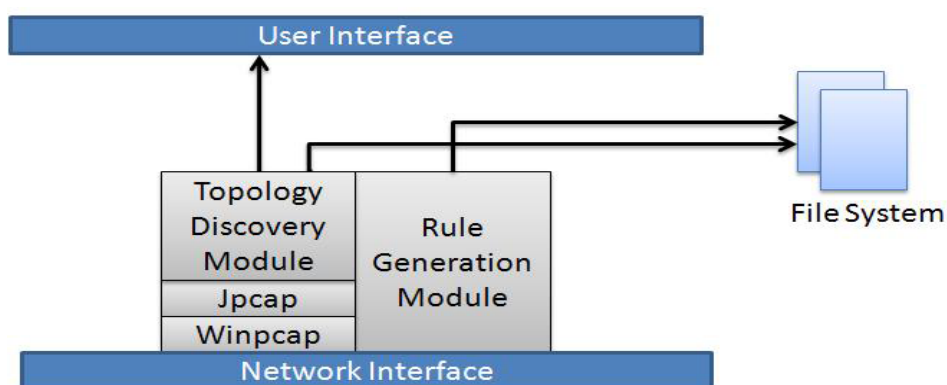 User Interface
Topology
Discovery
Module
Jpcap
Winpcap
Rule
Generation
Module
File System
Network Interface